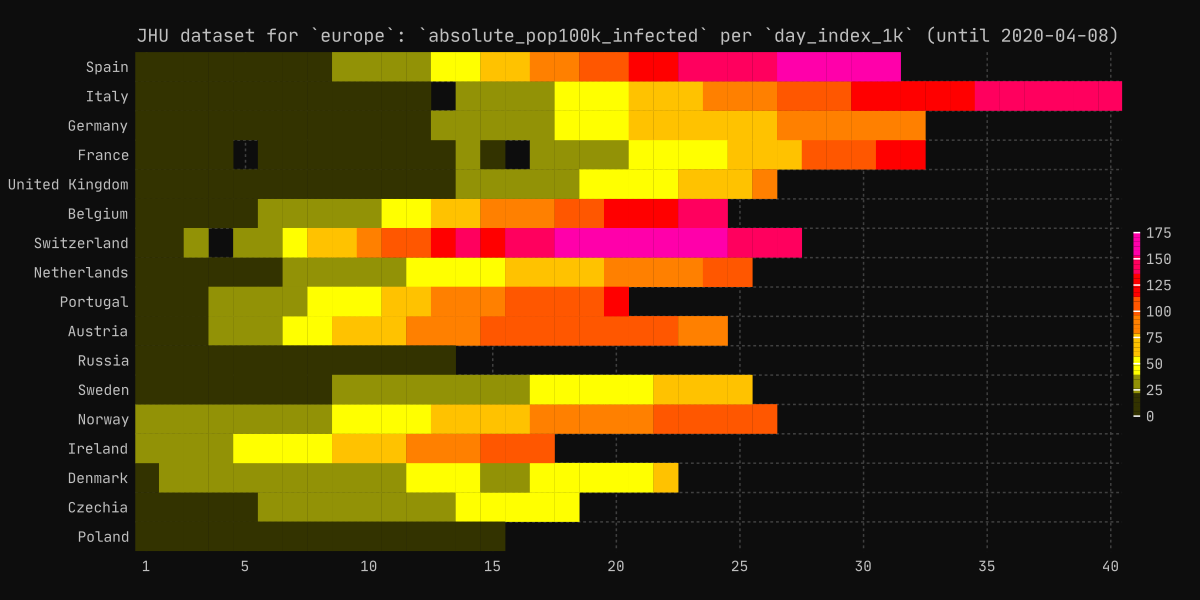 JHU dataset for `europe`: `absolute_pop100k_infected` per `day_index_1k` (until 2020-04-08)
Spain
Italy
Germany
France
United Kingdom
Belgium
Switzerland
Netherlands
Portugal
Austria
Russia
Sweden
Norway
Ireland
Denmark
Czechia
Poland
1 5 10 15 20 25 30 35 40
175
150
125
100
75
50
25
0